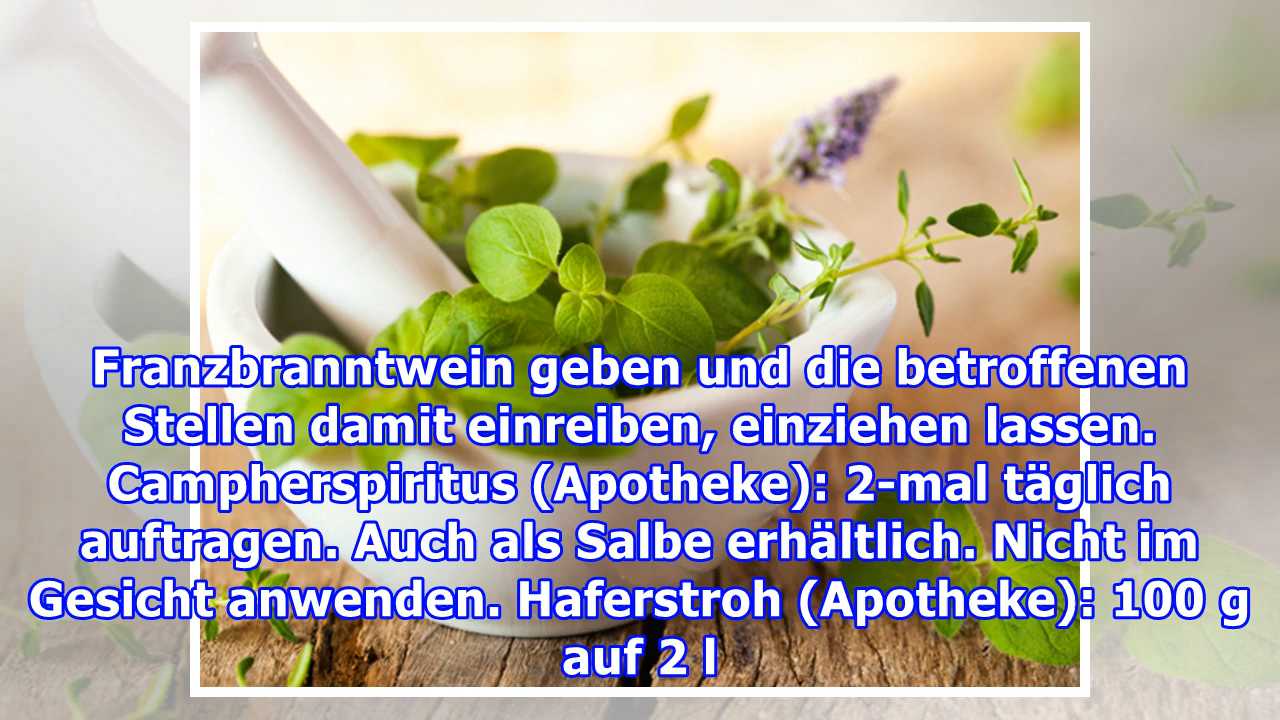 Franzbranntwein geben und die betroffenen
Stellen damit einreiben, einziehen lassen.
Campherspiritus (Apotheke): 2-mal täglich
auftragen. Auch als Salbe erhältlich. Nicht im
Gesicht anwenden. Haferstroh (Apotheke): 100 g
auf 2 l